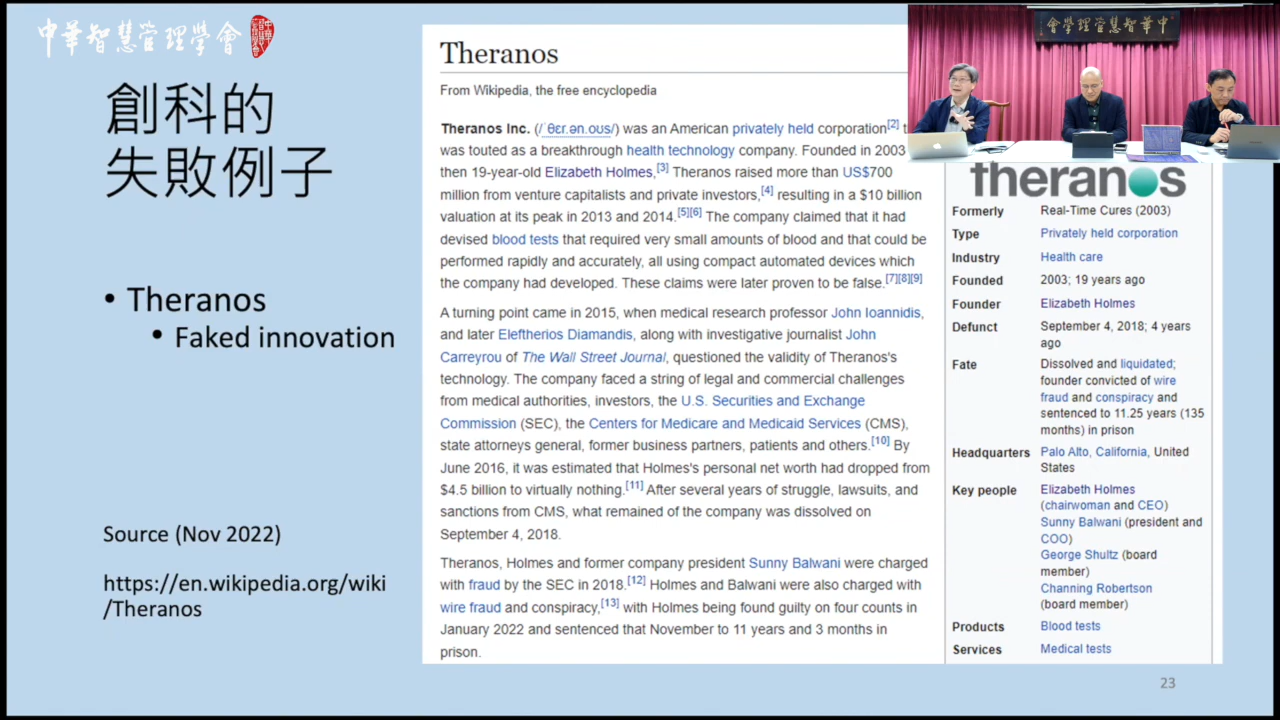 中華智慧管理學會
創科的
失敗例子
• Theranos
• Faked innovation
Source (Nov 2022)
https://en.wikipedia.org/wiki
/Theranos
Theranos
From Wikipedia, the free encyclopedia
Theranos Inc. (/ˈθɛr.ən.oʊs/) was an American privately held corporation[2] t
was touted as a breakthrough health technology company. Founded in 2003
then 19-year-old Elizabeth Holmes,[3] Theranos raised more than US$700
million from venture capitalists and private investors,[4] resulting in a $10 billion
valuation at its peak in 2013 and 2014.[5][6] The company claimed that it had
devised blood tests that required very small amounts of blood and that could be
performed rapidly and accurately, all using compact automated devices which
the company had developed. These claims were later proven to be false.[7][8][9]
A turning point came in 2015, when medical research professor John Ioannidis,
and later Eleftherios Diamandis, along with investigative journalist John
Carreyrou of The Wall Street Journal, questioned the validity of Theranos's
technology. The company faced a string of legal and commercial challenges
from medical authorities, investors, the U.S. Securities and Exchange
Commission (SEC), the Centers for Medicare and Medicaid Services (CMS),
state attorneys general, former business partners, patients and others.[10] By
June 2016, it was estimated that Holmes's personal net worth had dropped from
$4.5 billion to virtually nothing.[11] After several years of struggle, lawsuits, and
sanctions from CMS, what remained of the company was dissolved on
September 4, 2018.
Theranos, Holmes and former company president Sunny Balwani were charged
with fraud by the SEC in 2018.[12] Holmes and Balwani were also charged with
wire fraud and conspiracy,[13] with Holmes being found guilty on four counts in
January 2022 and sentenced that November to 11 years and 3 months in
prison.
會學理管慧智華中
theranos
Formerly Real-Time Cures (2003)
Type Privately held corporation
Industry Health care
Founded 2003; 19 years ago
Founder Elizabeth Holmes
Defunct September 4, 2018; 4 years
ago
Fate Dissolved and liquidated;
founder convicted of wire
fraud and conspiracy and
sentenced to 11.25 years (135
months) in prison
Headquarters Palo Alto, California, United
States
Key people Elizabeth Holmes
(chairwoman and CEO)
Sunny Balwani (president and
COO)
George Shultz (board
member)
Channing Robertson
(board member)
Products Blood tests
Services Medical tests
23